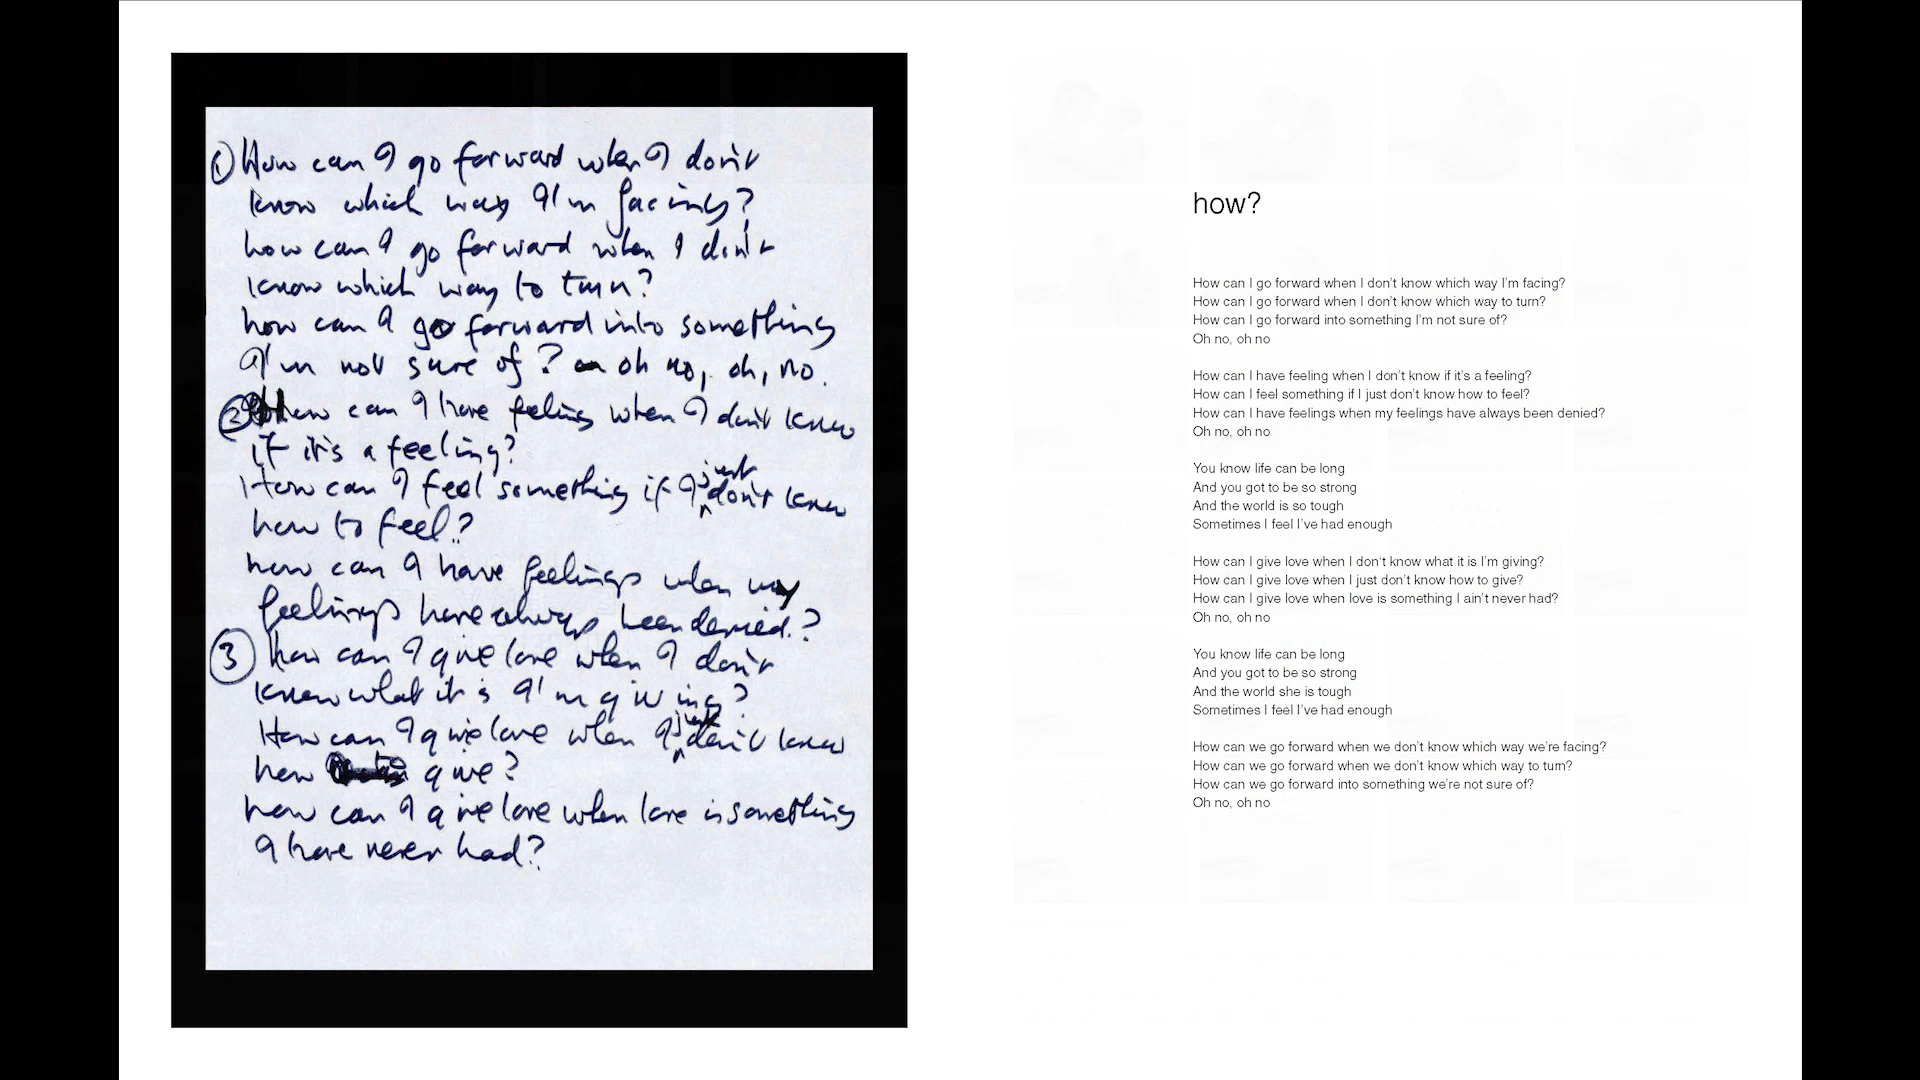 ① How can I go forward when I don't
know which way I'm facing?
how can I go forward when I don't
know which way to turn?
how can I go forward into something
I'm not sure of? oh no, oh, no.
② How can I have feeling when I don't know
if it's a feeling?
How can I feel something if I just don't know
how to feel?
how can I have feelings when my
feelings have always been denied?
③ how can I give love when I don't
know what it is I'm giving?
How can I give love when I just don't know
how give?
how can I give love when love is something
I have never had?
how?
How can I go forward when I don't know which way I'm facing?
How can I go forward when I don't know which way to turn?
How can I go forward into something I'm not sure of?
Oh no, oh no
How can I have feeling when I don't know if it's a feeling?
How can I feel something if I just don't know how to feel?
How can I have feelings when my feelings have always been denied?
Oh no, oh no
You know life can be long
And you got to be so strong
And the world is so tough
Sometimes I feel I've had enough
How can I give love when I don't know what it is I'm giving?
How can I give love when I just don't know how to give?
How can I give love when love is something I ain't never had?
Oh no, oh no
You know life can be long
And you got to be so strong
And the world she is tough
Sometimes I feel I've had enough
How can we go forward when we don't know which way we're facing?
How can we go forward when we don't know which way to turn?
How can we go forward into something we're not sure of?
Oh no, oh no